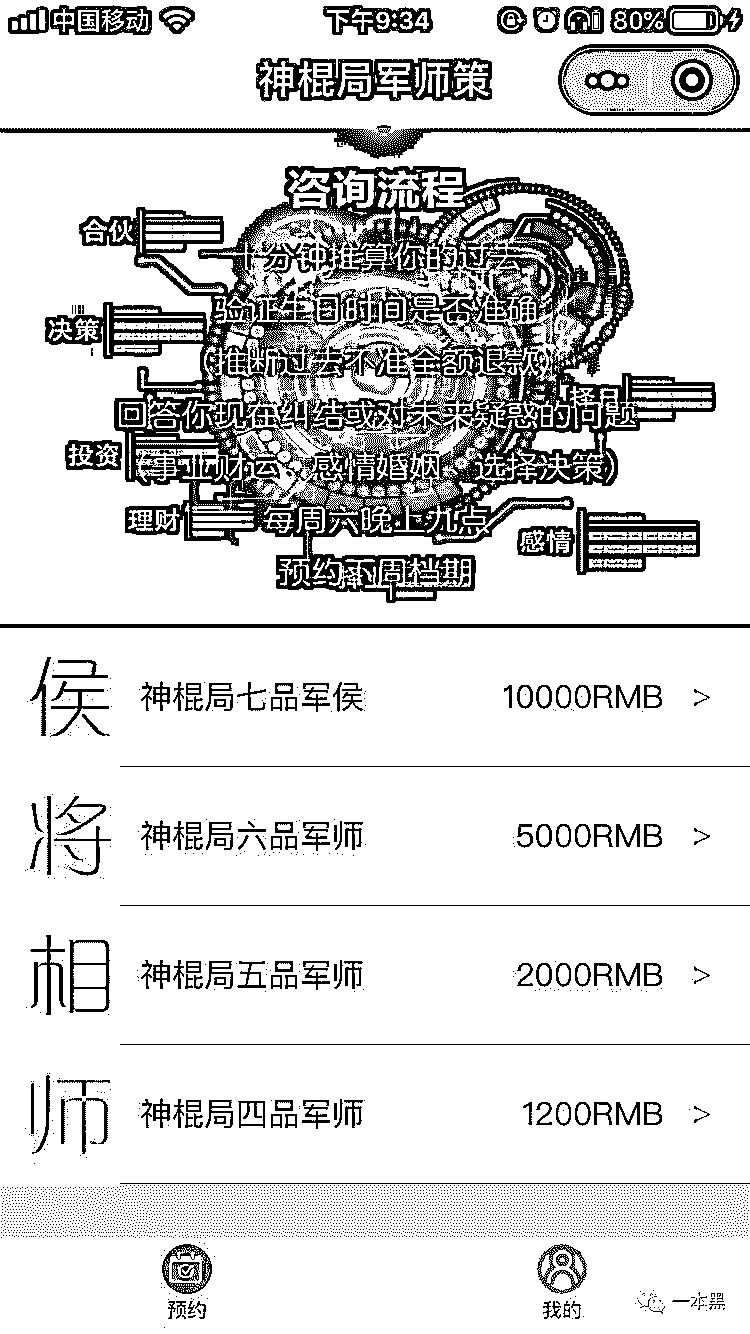 中国移动 下午9:34 80%
神棍局军师策
咨询流程
合伙
十分钟推算你的过去
验证生日时间是否准确
决策
(推断过去不准全额退款)
择日
回答你现在纠结或对未来疑惑的问题
投资
(事业财运、感情婚姻、选择决策)
理财
每周六晚上九点
感情
预约下周档期
侯 神棍局七品军侯 10000RMB >
将 神棍局六品军师 5000RMB >
相 神棍局五品军师 2000RMB >
师 神棍局四品军师 1200RMB >
预约 我的
一本黑